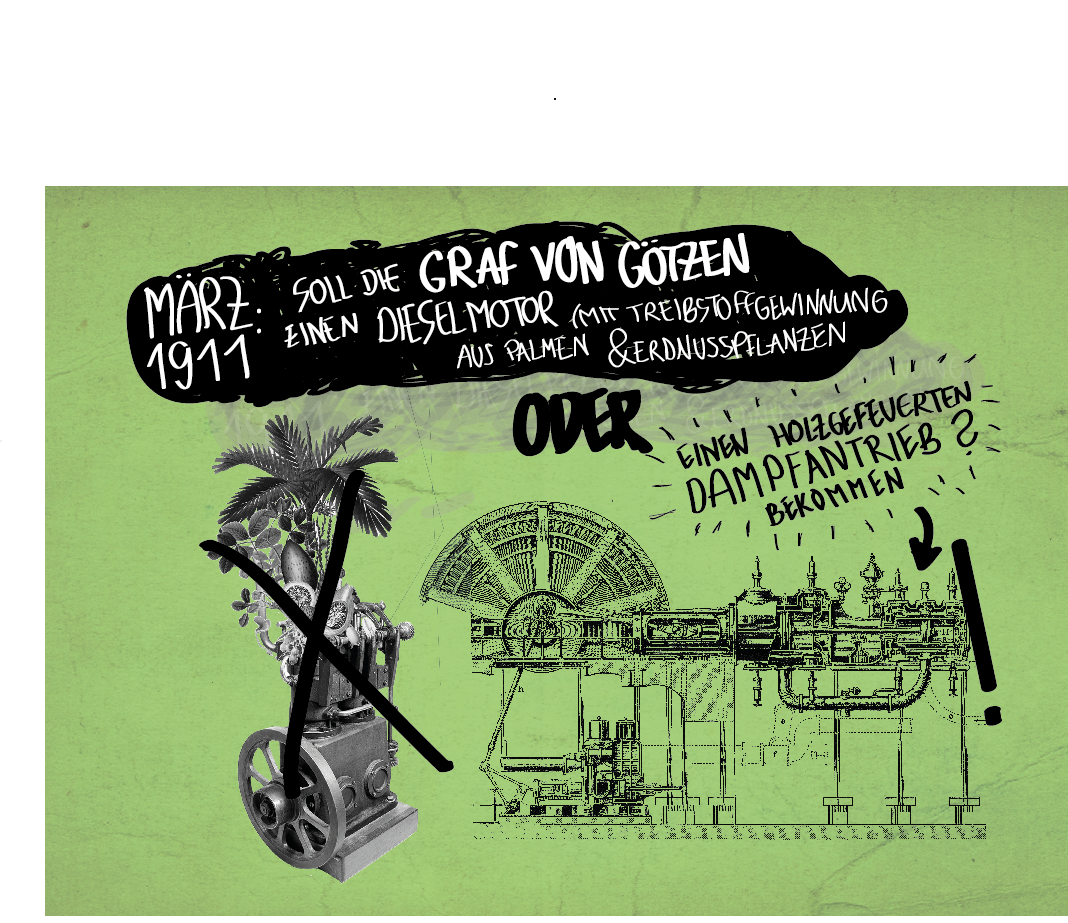 MÄRZ:
1911
SOLL DIE GRAF VON GÖTZEN
EINEN DIESELMOTOR (MIT TREIBSTOFFGEWINNUNG
AUS PALMEN & ERDNUSSPFLANZEN
ODER
EINEN HOLZGEFEUERTEN
DAMPFANTRIEB ?
BEKOMMEN
!